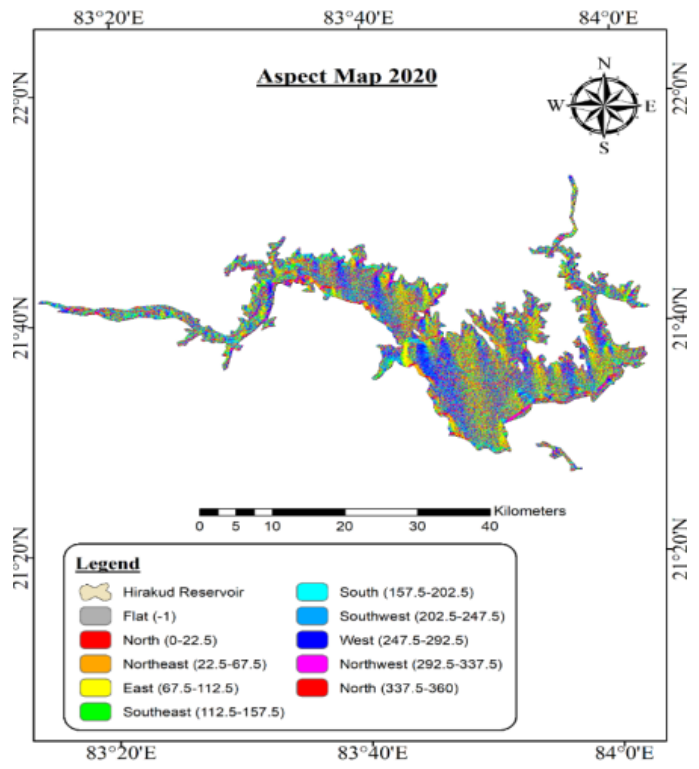 83°20'E 83°40'E 84°0'E
Aspect Map 2020
N
W E
S
22°0'N 22°0'N
21°40'N 21°40'N
21°20'N 21°20'N
Kilometers
0 5 10 20 30 40
Legend
Hirakud Reservoir
Flat (-1)
North (0-22.5)
Northeast (22.5-67.5)
East (67.5-112.5)
Southeast (112.5-157.5)
South (157.5-202.5)
Southwest (202.5-247.5)
West (247.5-292.5)
Northwest (292.5-337.5)
North (337.5-360)
83°20'E 83°40'E 84°0'E